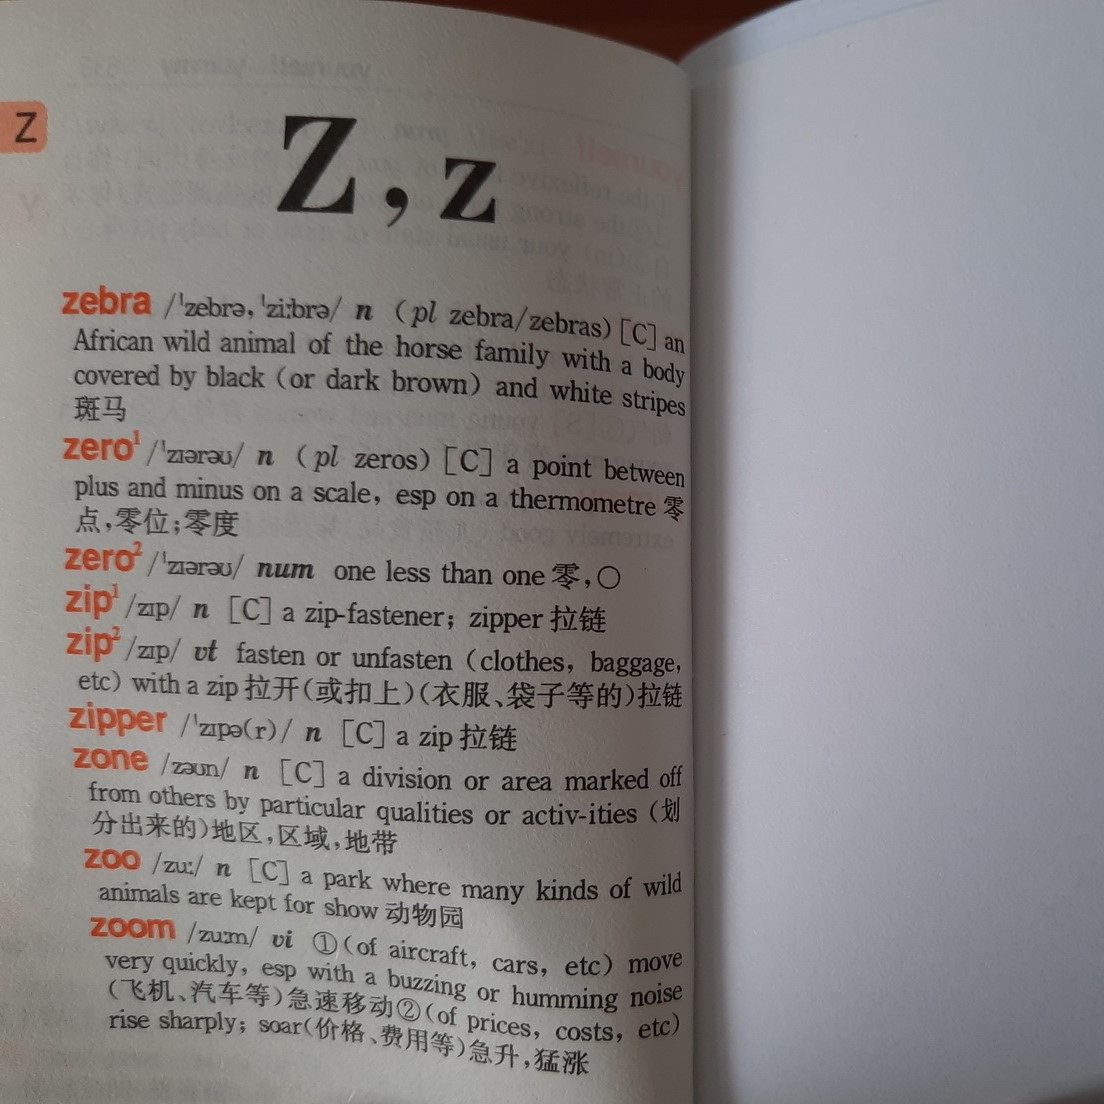 Z
Z, z
zebra /ˈzebrə, ˈziːbrə/ n (pl zebra/zebras) [C] an
African wild animal of the horse family with a body
covered by black (or dark brown) and white stripes
斑马
zero¹ /ˈzɪərəʊ/ n (pl zeros) [C] a point between
plus and minus on a scale, esp on a thermometre 零
点,零位;零度
zero² /ˈzɪərəʊ/ num one less than one 零,○
zip¹ /zɪp/ n [C] a zip-fastener; zipper 拉链
zip² /zɪp/ vt fasten or unfasten (clothes, baggage,
etc) with a zip 拉开(或扣上)(衣服、袋子等的)拉链
zipper /ˈzɪpə(r)/ n [C] a zip 拉链
zone /zəʊn/ n [C] a division or area marked off
from others by particular qualities or activ-ities (划
分出来的)地区,区域,地带
zoo /zuː/ n [C] a park where many kinds of wild
animals are kept for show 动物园
zoom /zuːm/ vi ①(of aircraft, cars, etc) move
very quickly, esp with a buzzing or humming noise
(飞机、汽车等)急速移动②(of prices, costs, etc)
rise sharply; soar(价格、费用等)急升,猛涨